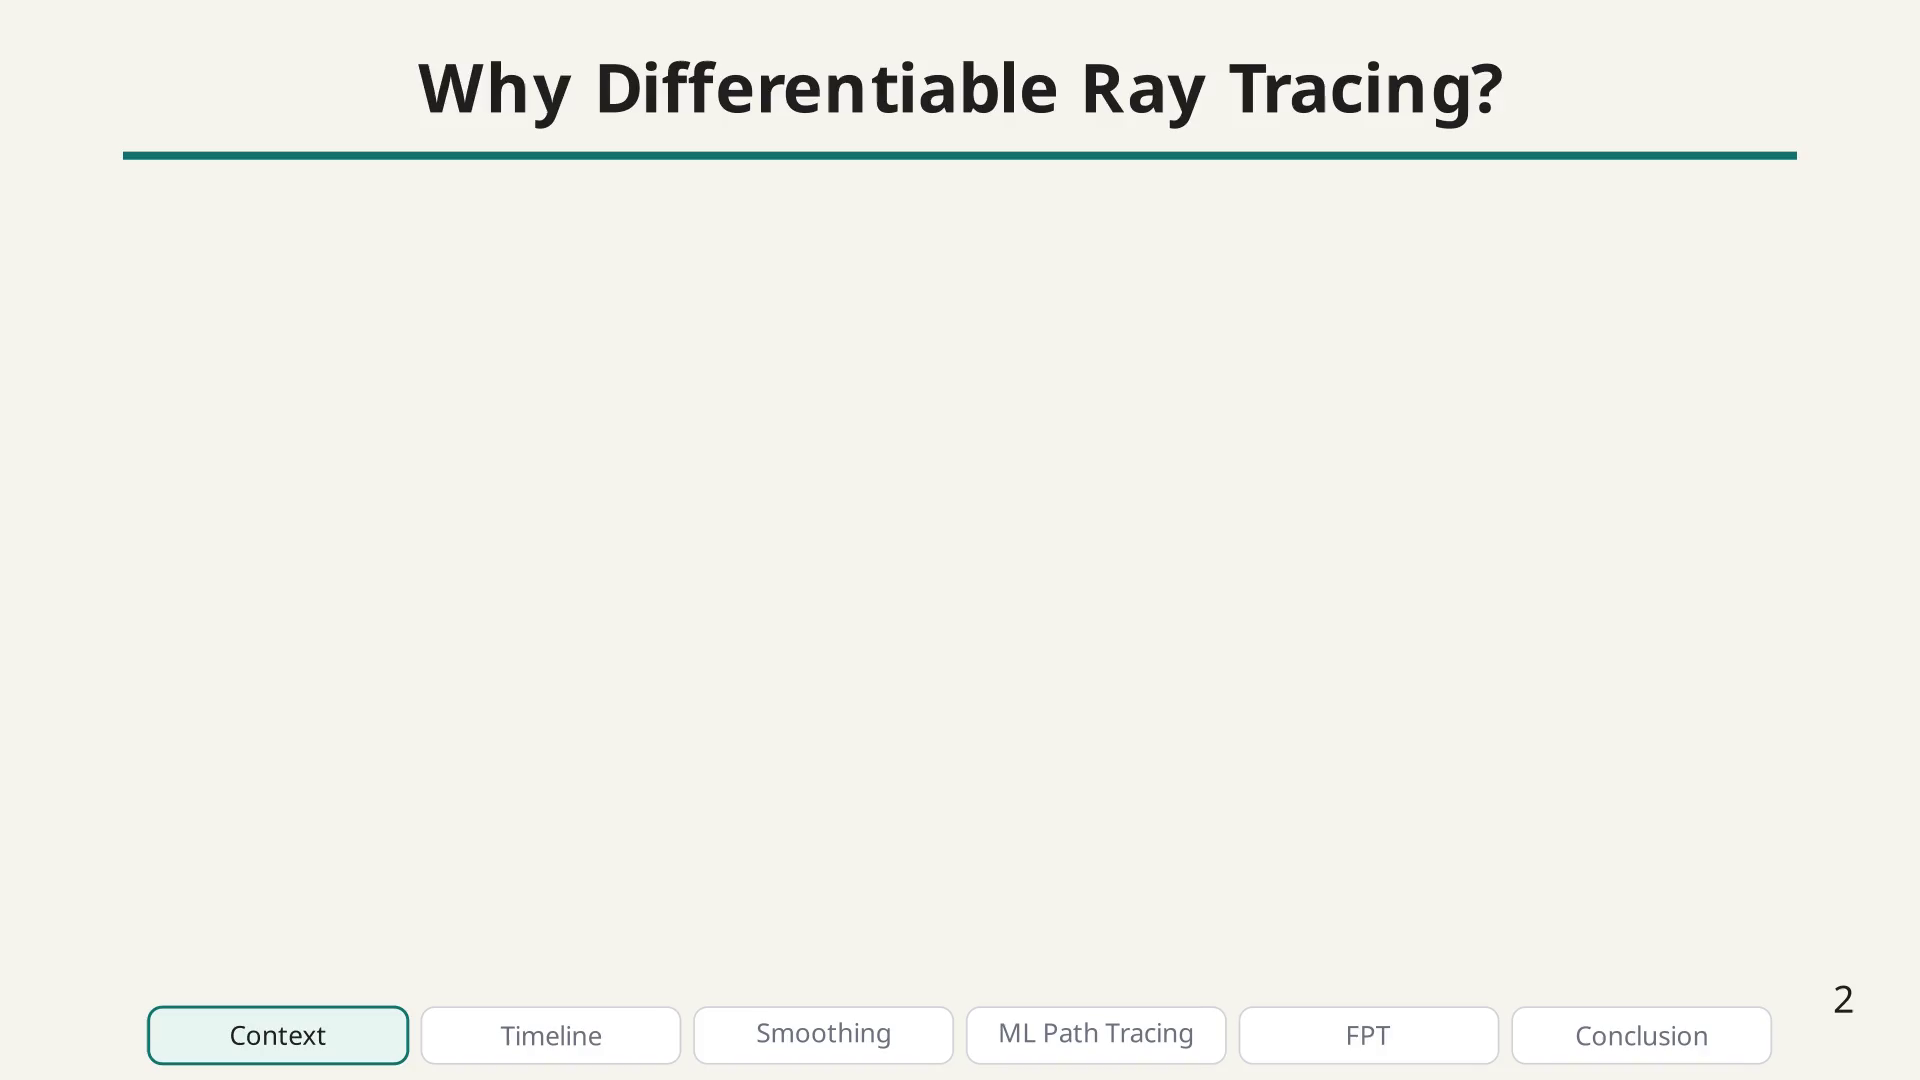 Why Differentiable Ray Tracing?
2
Context
Timeline
Smoothing
ML Path Tracing
FPT
Conclusion